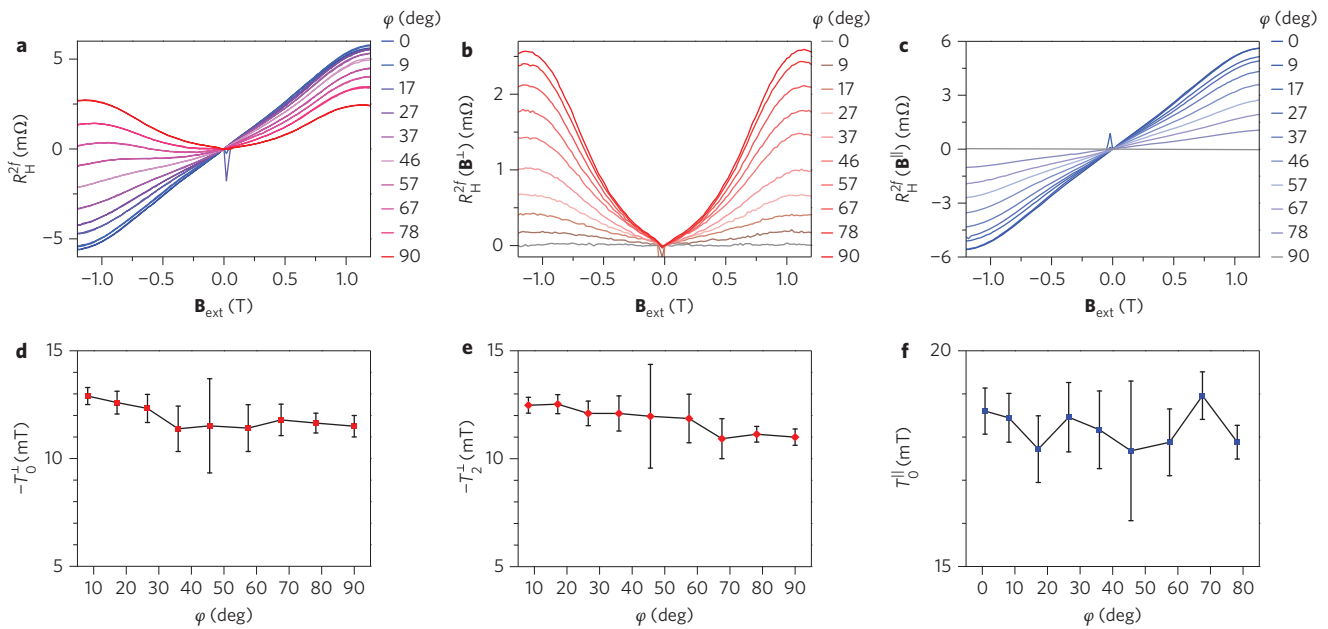 a
φ (deg)
0
9
17
27
37
46
57
67
78
90
5
0
−5
R_H^{2f} (mΩ)
−1.0 −0.5 0.0 0.5 1.0
B_ext (T)
b
φ (deg)
0
9
17
27
37
46
57
67
78
90
2
1
0
R_H^{2f} (B^⊥) (mΩ)
−1.0 −0.5 0.0 0.5 1.0
B_ext (T)
c
φ (deg)
0
9
17
27
37
46
57
67
78
90
6
3
0
−3
−6
R_H^{2f} (B^{||}) (mΩ)
−1.0 −0.5 0.0 0.5 1.0
B_ext (T)
d
15
10
5
−T_0^⊥ (mT)
10 20 30 40 50 60 70 80 90
φ (deg)
e
15
10
5
−T_2^⊥ (mT)
10 20 30 40 50 60 70 80 90
φ (deg)
f
20
15
T_0^{||} (mT)
0 10 20 30 40 50 60 70 80
φ (deg)